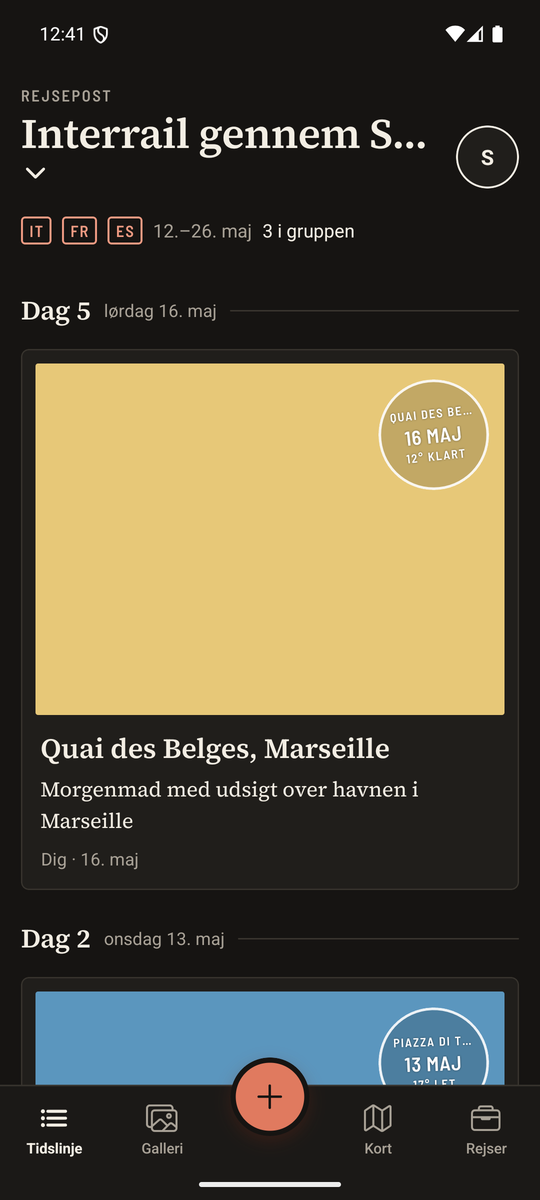 12:41
REJSEPOST
Interrail gennem S...
S
IT FR ES 12.–26. maj 3 i gruppen
Dag 5 lørdag 16. maj
QUAI DES BE...
16 MAJ
12° KLART
Quai des Belges, Marseille
Morgenmad med udsigt over havnen i
Marseille
Dig · 16. maj
Dag 2 onsdag 13. maj
PIAZZA DI T...
13 MAJ
17° LET
Tidslinje
Galleri
Kort
Rejser